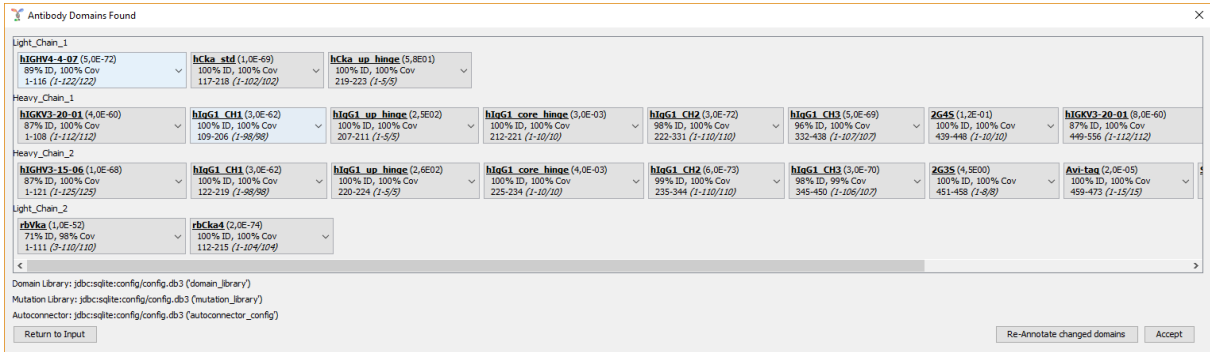 Antibody Domains Found
Light_Chain_1
hIGHV4-4-07 (5,0E-72) hCka_std (1,0E-69) hCka_up_hinge (5,8E01)
89% ID, 100% Cov 100% ID, 100% Cov 100% ID, 100% Cov
1-116 (1-122/122) 117-218 (1-102/102) 219-223 (1-5/5)
Heavy_Chain_1
hIGKV3-20-01 (4,0E-60) hIgG1_CH1 (3,0E-62) hIgG1_up_hinge (2,5E02) hIgG1_core_hinge (3,0E-03) hIgG1_CH2 (3,0E-72) hIgG1_CH3 (5,0E-69) 2G4S (1,2E-01) hIGKV3-20-01 (8,0E-60)
87% ID, 100% Cov 100% ID, 100% Cov 100% ID, 100% Cov 100% ID, 100% Cov 98% ID, 100% Cov 96% ID, 100% Cov 100% ID, 100% Cov 87% ID, 100% Cov
1-108 (1-112/112) 109-206 (1-98/98) 207-211 (1-5/5) 212-221 (1-10/10) 222-331 (1-110/110) 332-438 (1-107/107) 439-448 (1-10/10) 449-556 (1-112/112)
Heavy_Chain_2
hIGHV3-15-06 (1,0E-68) hIgG1_CH1 (3,0E-62) hIgG1_up_hinge (2,6E02) hIgG1_core_hinge (4,0E-03) hIgG1_CH2 (6,0E-73) hIgG1_CH3 (3,0E-70) 2G3S (4,5E00) Avi-tag (2,0E-05)
87% ID, 100% Cov 100% ID, 100% Cov 100% ID, 100% Cov 100% ID, 100% Cov 99% ID, 100% Cov 98% ID, 99% Cov 100% ID, 100% Cov 100% ID, 100% Cov
1-121 (1-125/125) 122-219 (1-98/98) 220-224 (1-5/5) 225-234 (1-10/10) 235-344 (1-110/110) 345-450 (1-106/107) 451-458 (1-8/8) 459-473 (1-15/15)
Light_Chain_2
rbVka (1,0E-52) rbCka4 (2,0E-74)
71% ID, 98% Cov 100% ID, 100% Cov
1-111 (3-110/110) 112-215 (1-104/104)
Domain Library: jdbc:sqlite:config/config.db3 ('domain_library')
Mutation Library: jdbc:sqlite:config/config.db3 ('mutation_library')
Autoconnector: jdbc:sqlite:config/config.db3 ('autoconnector_config')
Return to Input Re-Annotate changed domains Accept